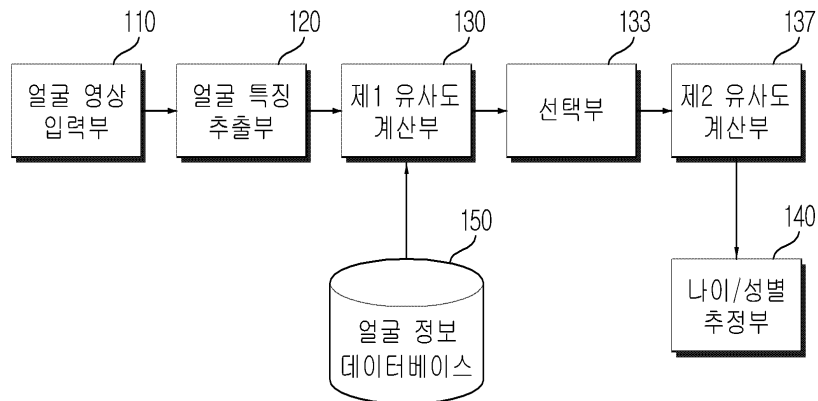 110
120
130
133
137
얼굴 영상
입력부
얼굴 특징
추출부
제1 유사도
계산부
선택부
제2 유사도
계산부
150
140
얼굴 정보
데이터베이스
나이/성별
추정부